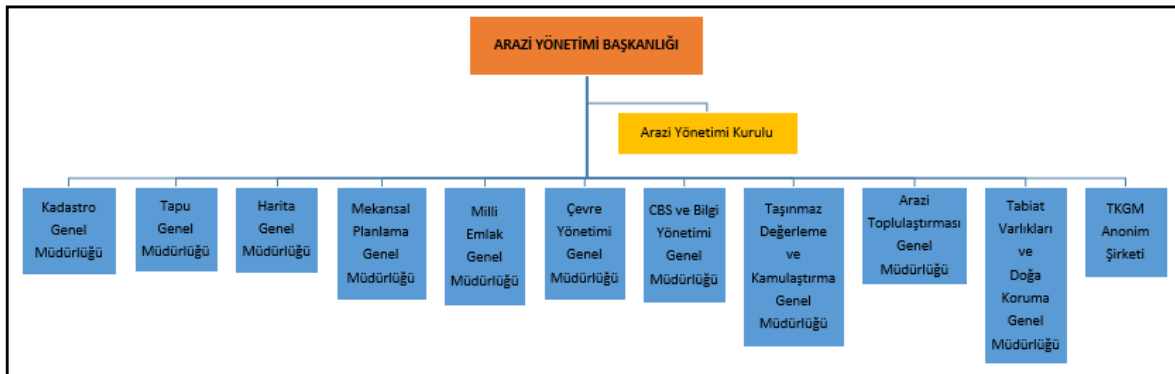 ARAZİ YÖNETİMİ BAŞKANLIĞI
Arazi Yönetimi Kurulu
Kadastro
Genel
Müdürlüğü
Tapu
Genel
Müdürlüğü
Harita
Genel
Müdürlüğü
Mekansal
Planlama
Genel
Müdürlüğü
Milli
Emlak
Genel
Müdürlüğü
Çevre
Yönetimi
Genel
Müdürlüğü
CBS ve Bilgi
Yönetimi
Genel
Müdürlüğü
Taşınmaz
Değerleme
ve
Kamulaştırma
Genel
Müdürlüğü
Arazi
Toplulaştırması
Genel
Müdürlüğü
Tabiat
Varlıkları
ve
Doğa
Koruma
Genel
Müdürlüğü
TKGM
Anonim
Şirketi